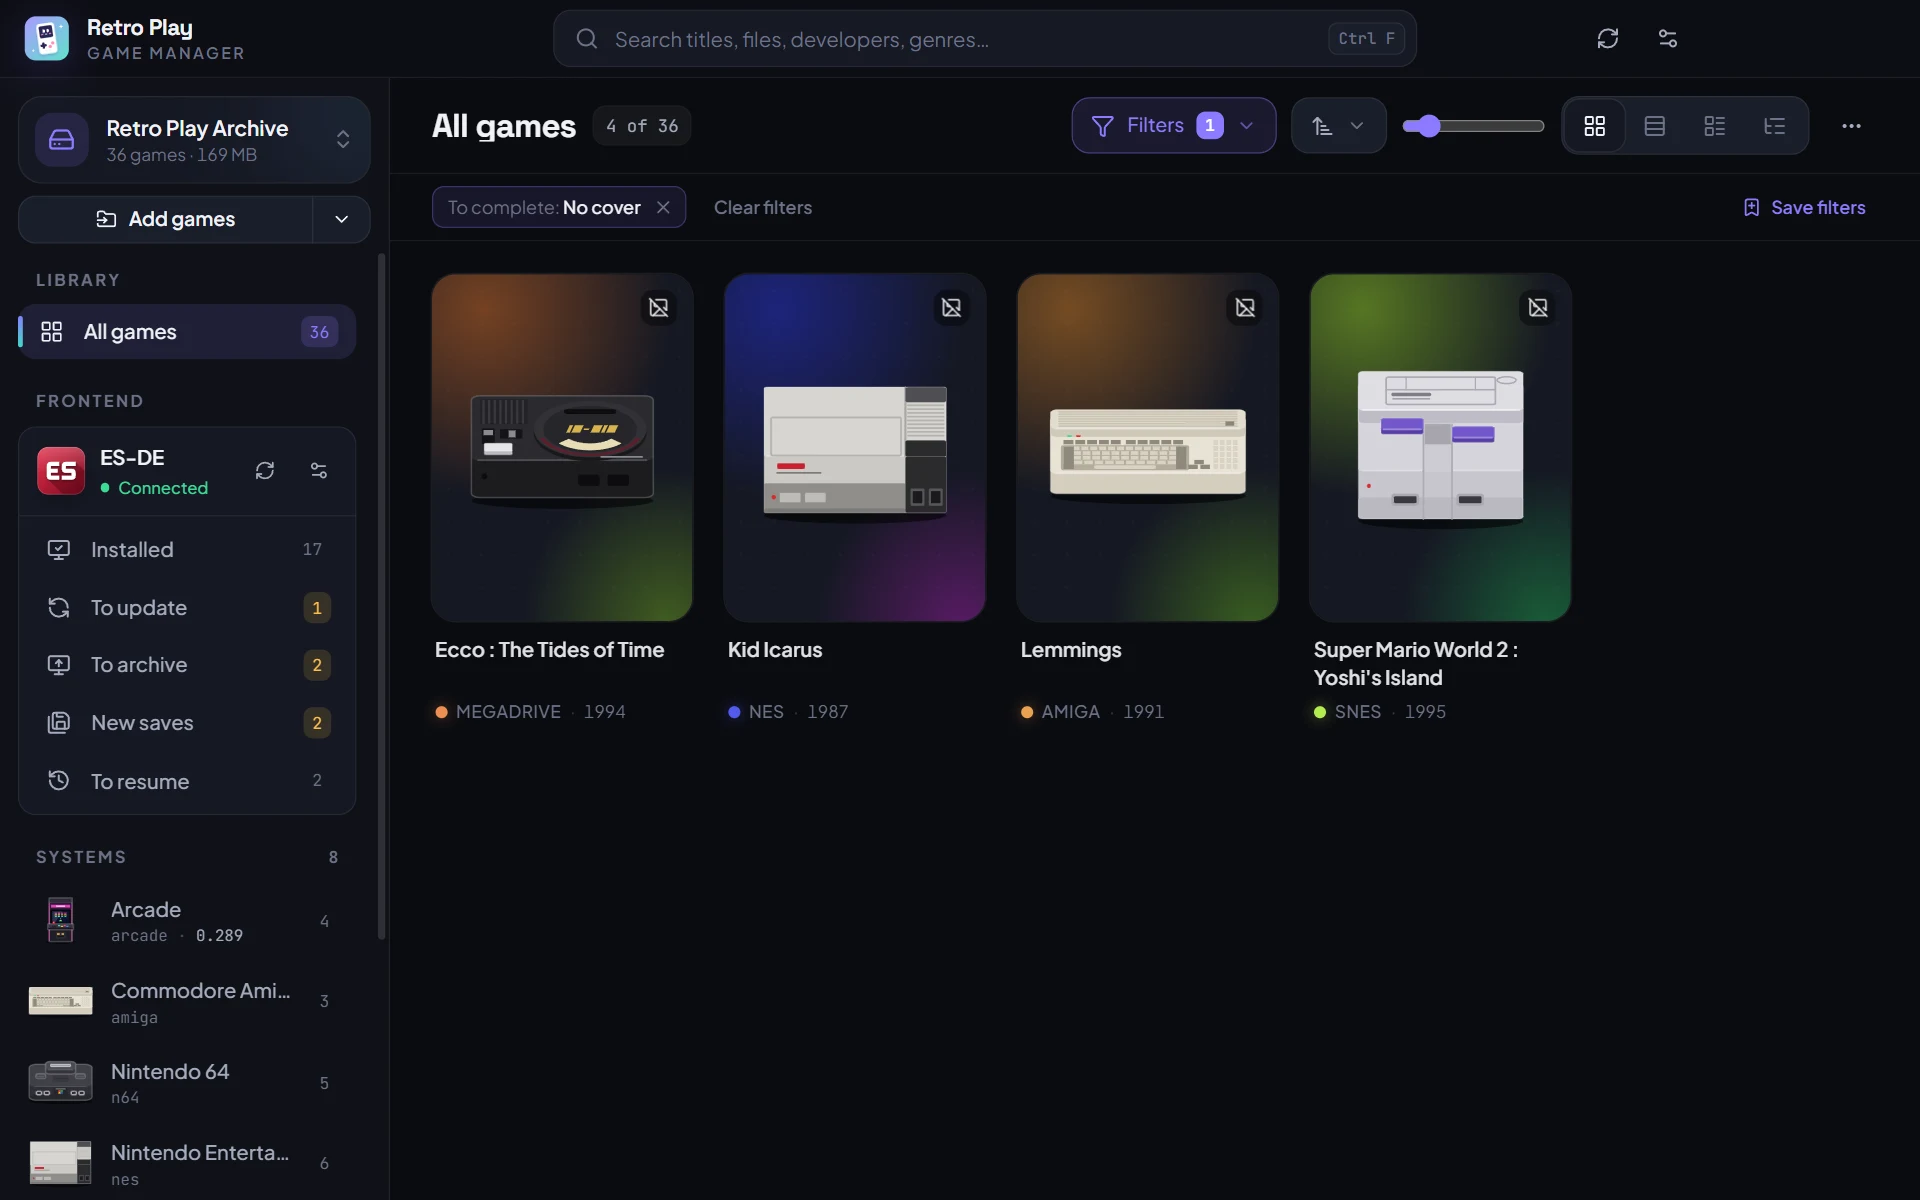 Retro Play
GAME MANAGER
Search titles, files, developers, genres...
Ctrl F
Retro Play Archive
36 games · 169 MB
Add games
LIBRARY
All games
36
FRONTEND
ES
ES-DE
Connected
Installed
17
To update
1
To archive
2
New saves
2
To resume
2
SYSTEMS
8
Arcade
arcade · 0.289
4
Commodore Ami...
amiga
3
Nintendo 64
n64
5
Nintendo Enterta...
nes
6
All games
4 of 36
Filters
1
To complete: No cover
Clear filters
Save filters
Ecco : The Tides of Time
MEGADRIVE · 1994
Kid Icarus
NES · 1987
Lemmings
AMIGA · 1991
Super Mario World 2 :
Yoshi's Island
SNES · 1995